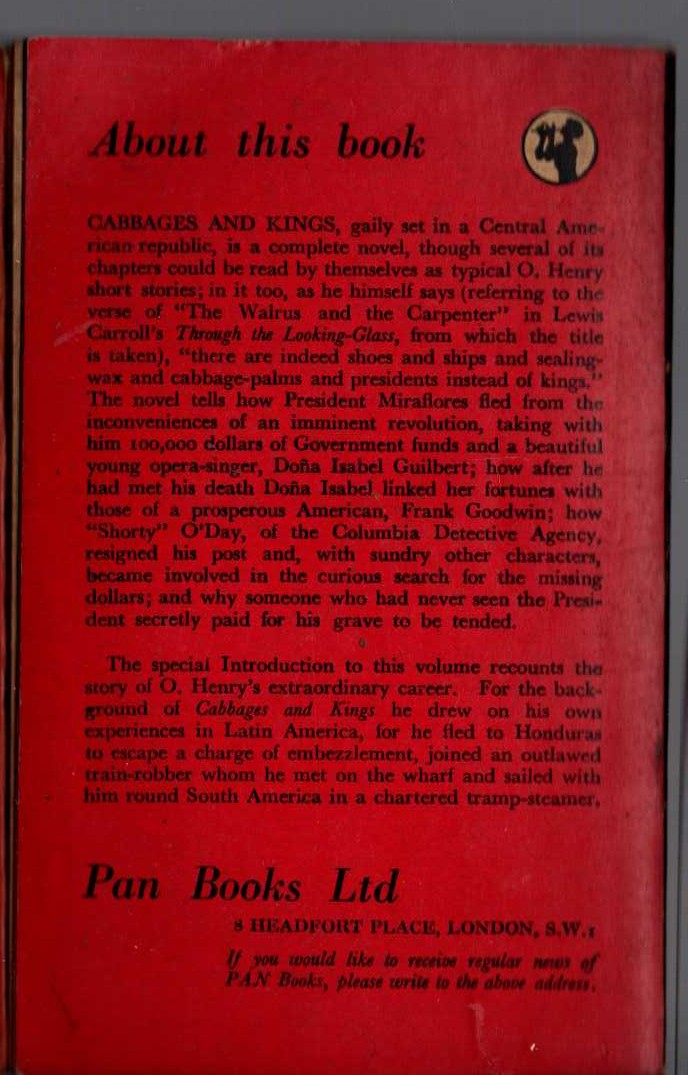 About this book
CABBAGES AND KINGS, gaily set in a Central Ame-
rican republic, is a complete novel, though several of its
chapters could be read by themselves as typical O. Henry
short stories; in it too, as he himself says (referring to the
verse of "The Walrus and the Carpenter" in Lewis
Carroll's Through the Looking-Glass, from which the title
is taken), "there are indeed shoes and ships and sealing-
wax and cabbage-palms and presidents instead of kings."
The novel tells how President Miraflores fled from the
inconveniences of an imminent revolution, taking with
him 100,000 dollars of Government funds and a beautiful
young opera-singer, Doña Isabel Guilbert; how after he
had met his death Doña Isabel linked her fortunes with
those of a prosperous American, Frank Goodwin; how
"Shorty" O'Day, of the Columbia Detective Agency,
resigned his post and, with sundry other characters,
became involved in the curious search for the missing
dollars; and why someone who had never seen the Presi-
dent secretly paid for his grave to be tended.
The special Introduction to this volume recounts the
story of O. Henry's extraordinary career. For the back-
ground of Cabbages and Kings he drew on his own
experiences in Latin America, for he fled to Honduras
to escape a charge of embezzlement, joined an outlawed
train-robber whom he met on the wharf and sailed with
him round South America in a chartered tramp-steamer.
Pan Books Ltd
8 HEADFORT PLACE, LONDON, S.W.1
If you would like to receive regular news of
PAN Books, please write to the above address.